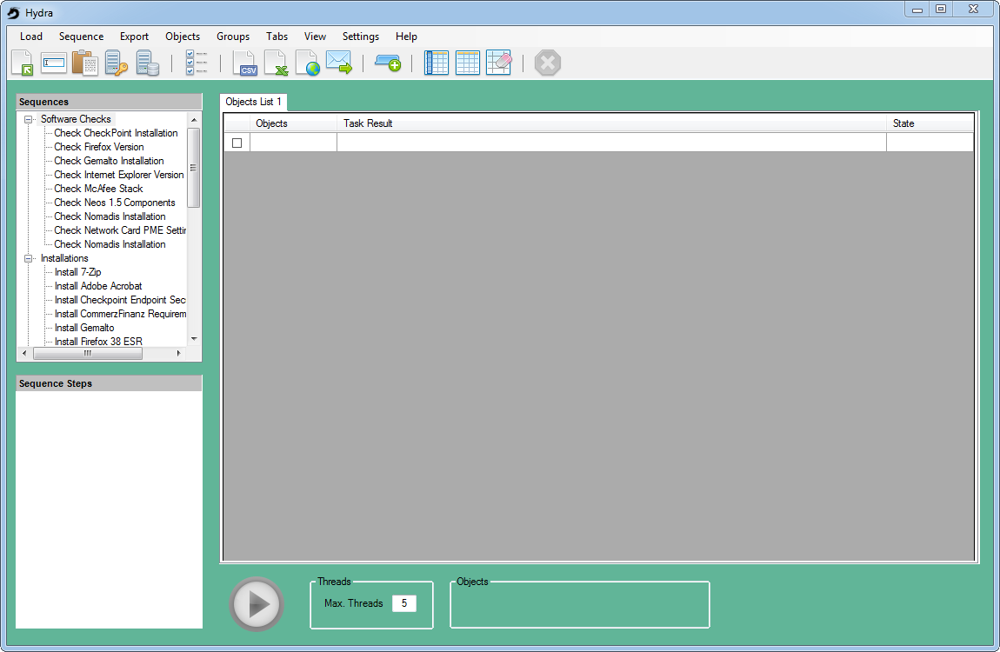 Hydra
Load Sequence Export Objects Groups Tabs View Settings Help
CSV
Sequences
Software Checks
Check CheckPoint Installation
Check Firefox Version
Check Gemalto Installation
Check Internet Explorer Version
Check McAfee Stack
Check Neos 1.5 Components
Check Nomadis Installation
Check Network Card PME Settin
Check Nomadis Installation
Installations
Install 7-Zip
Install Adobe Acrobat
Install Checkpoint Endpoint Sec
Install CommerzFinanz Requirem
Install Gemalto
Install Firefox 38 ESR
Sequence Steps
Objects List 1
Objects Task Result State
Threads
Max. Threads 5
Objects